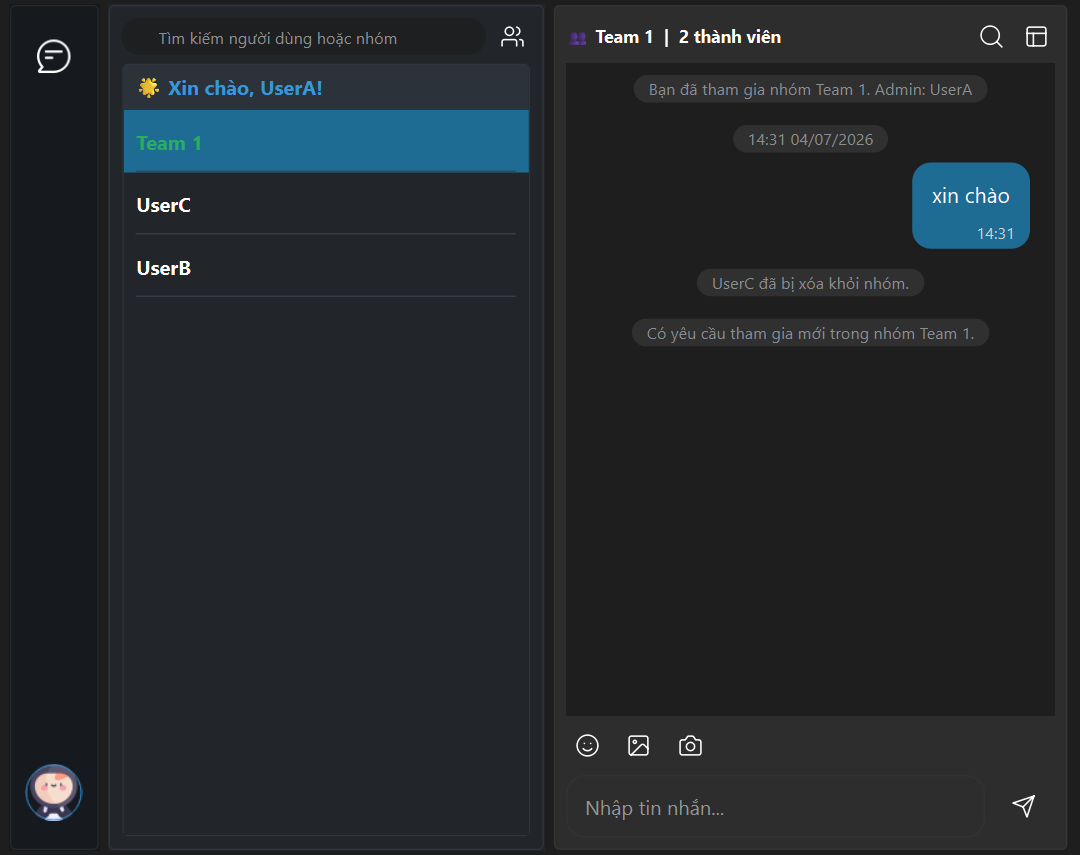 Tìm kiếm người dùng hoặc nhóm
Xin chào, UserA!
Team 1
UserC
UserB
Team 1 | 2 thành viên
Bạn đã tham gia nhóm Team 1. Admin: UserA
14:31 04/07/2026
xin chào
14:31
UserC đã bị xóa khỏi nhóm.
Có yêu cầu tham gia mới trong nhóm Team 1.
Nhập tin nhắn...